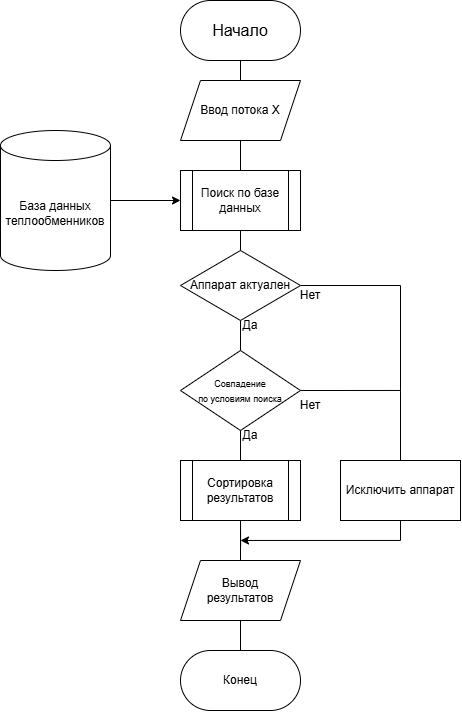 Начало
Ввод потока X
База данных
теплообменников
Поиск по базе
данных
Аппарат актуален
Нет
Да
Совпадение
по условиям поиска
Нет
Да
Сортировка
результатов
Исключить аппарат
Вывод
результатов
Конец